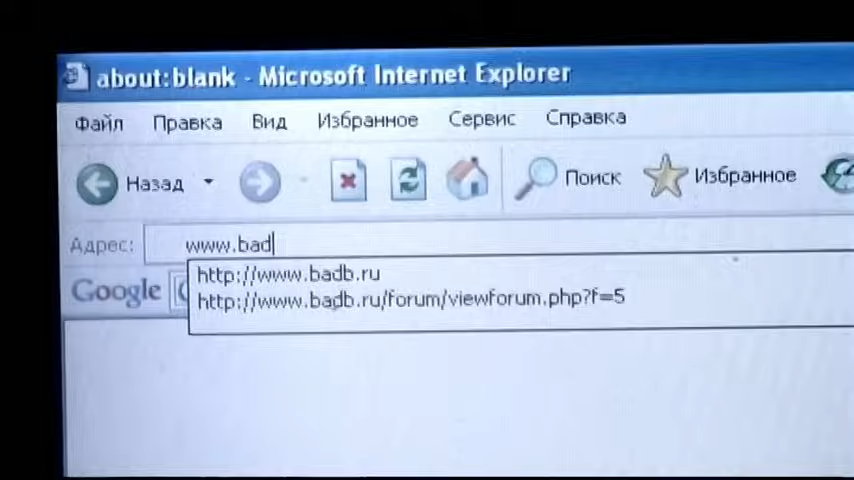 about:blank - Microsoft Internet Explorer
Файл Правка Вид Избранное Сервис Справка
Назад Поиск Избранное
Адрес: www.bad
http://www.badb.ru
http://www.badb.ru/forum/viewforum.php?f=5
Google